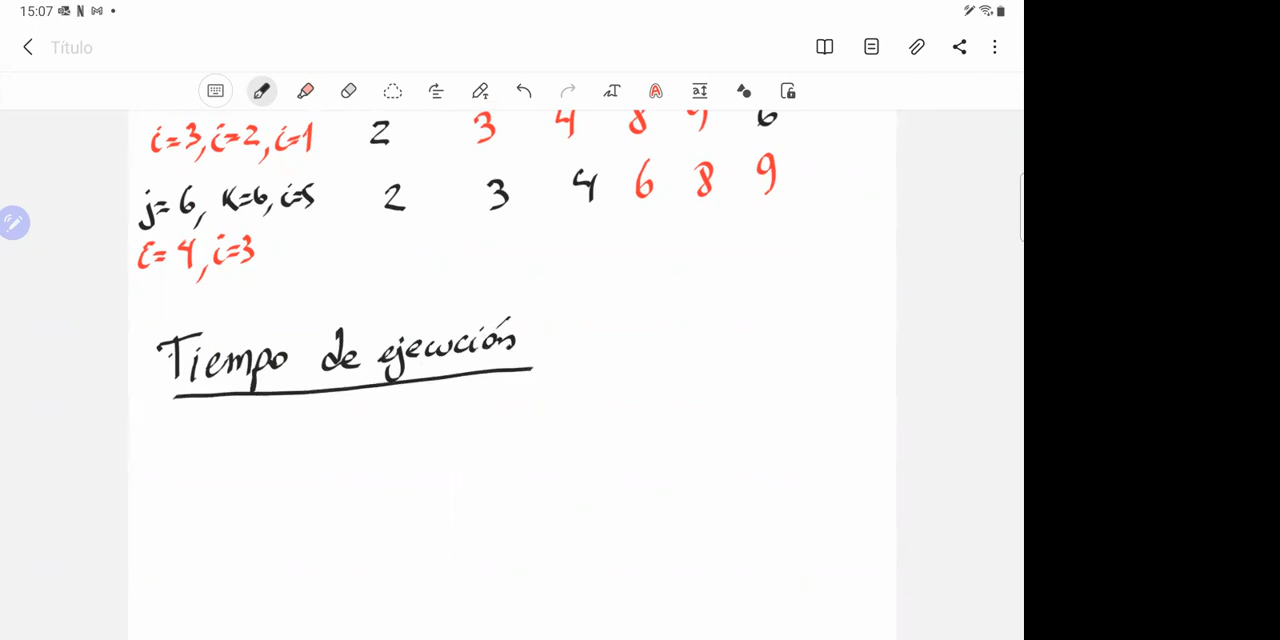 15:07
Título
i=3, i=2, i=1 2 3 4 8 9 6
j=6, k=6, i=5 2 3 4 6 8 9
i=4, i=3
Tiempo de ejecución